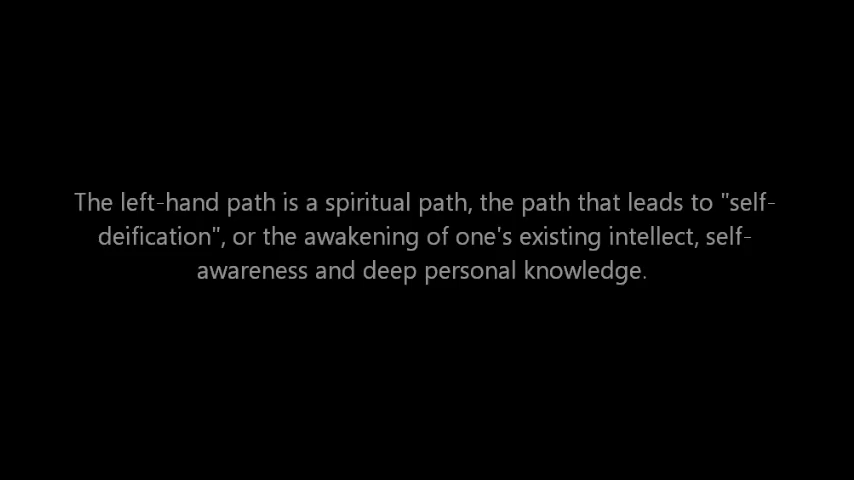 The left-hand path is a spiritual path, the path that leads to "self-
deification", or the awakening of one's existing intellect, self-
awareness and deep personal knowledge.